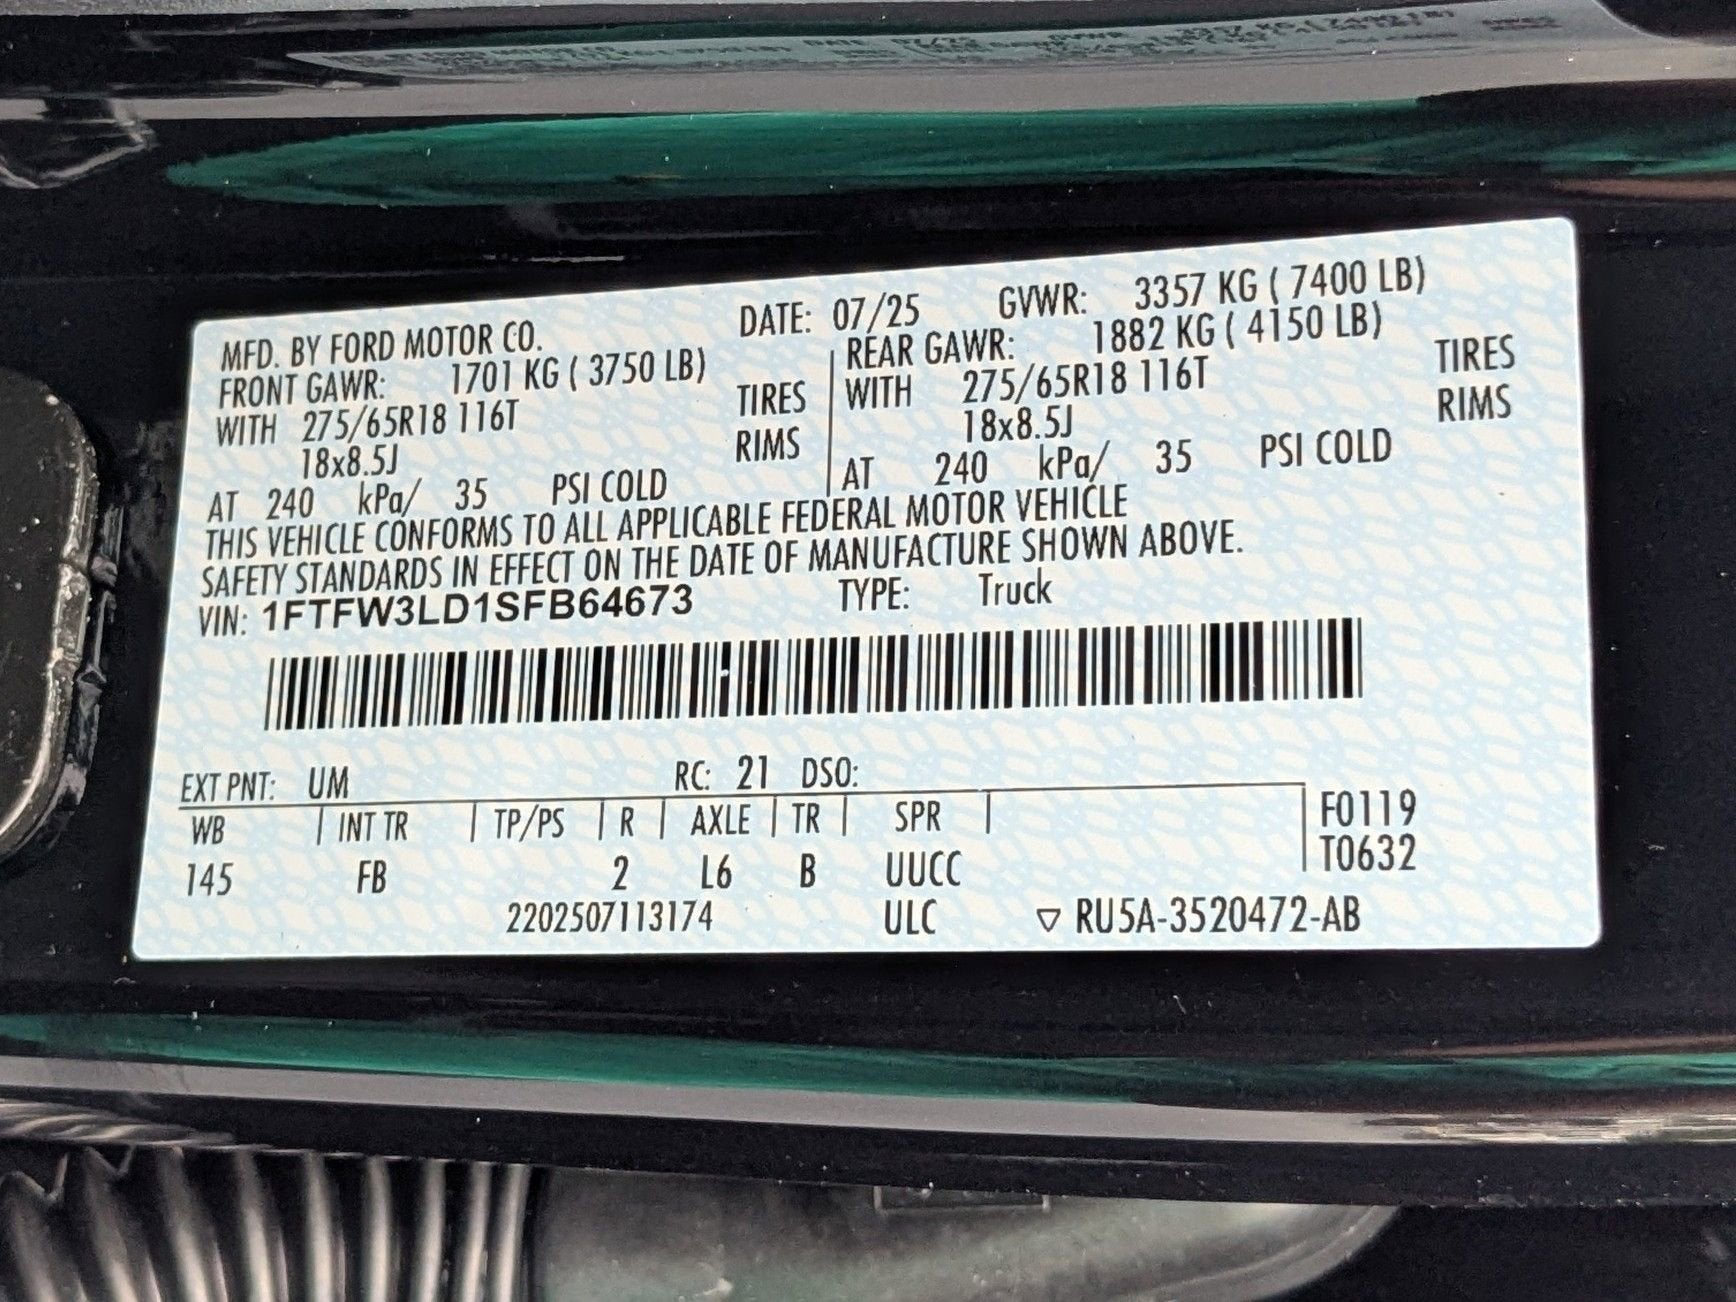 MFD. BY FORD MOTOR CO. DATE: 07/25 GVWR: 3357 KG ( 7400 LB)
FRONT GAWR: 1701 KG ( 3750 LB) REAR GAWR: 1882 KG ( 4150 LB)
WITH 275/65R18 116T TIRES WITH 275/65R18 116T TIRES
18x8.5J RIMS 18x8.5J RIMS
AT 240 kPa/ 35 PSI COLD AT 240 kPa/ 35 PSI COLD
THIS VEHICLE CONFORMS TO ALL APPLICABLE FEDERAL MOTOR VEHICLE
SAFETY STANDARDS IN EFFECT ON THE DATE OF MANUFACTURE SHOWN ABOVE.
VIN: 1FTFW3LD1SFB64673 TYPE: Truck
EXT PNT: UM RC: 21 DSO:
WB | INT TR | TP/PS | R | AXLE | TR | SPR | F0119
145 FB 2 L6 B UUCC T0632
2202507113174 ULC ▽ RU5A-3520472-AB